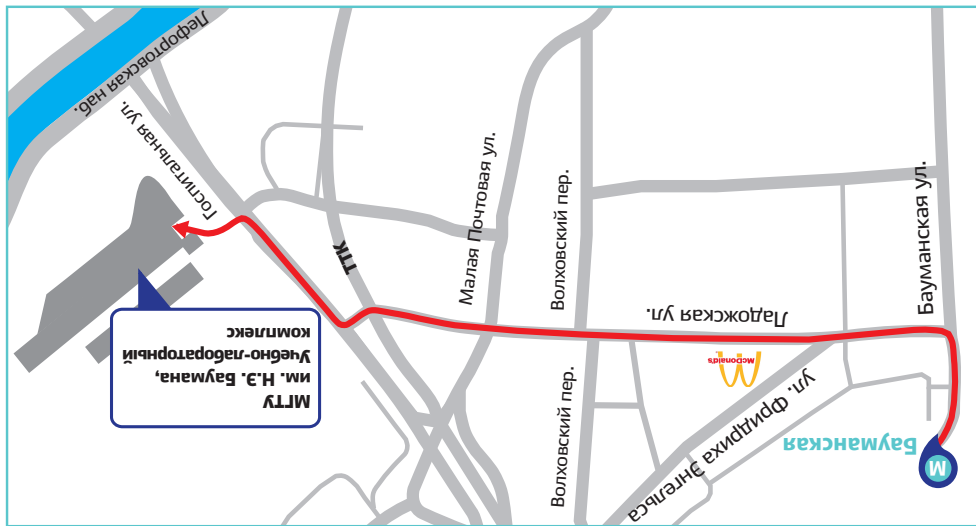 М
Бауманская
Бауманская ул.
ул. Фридриха Энгельса
McDonald's
Ладожская ул.
Волховский пер.
Волховский пер.
Малая Почтовая ул.
ТТК
МГТУ
им. Н.Э. Баумана,
Учебно-лабораторный
комплекс
Госпитальная ул.
Лефортовская наб.